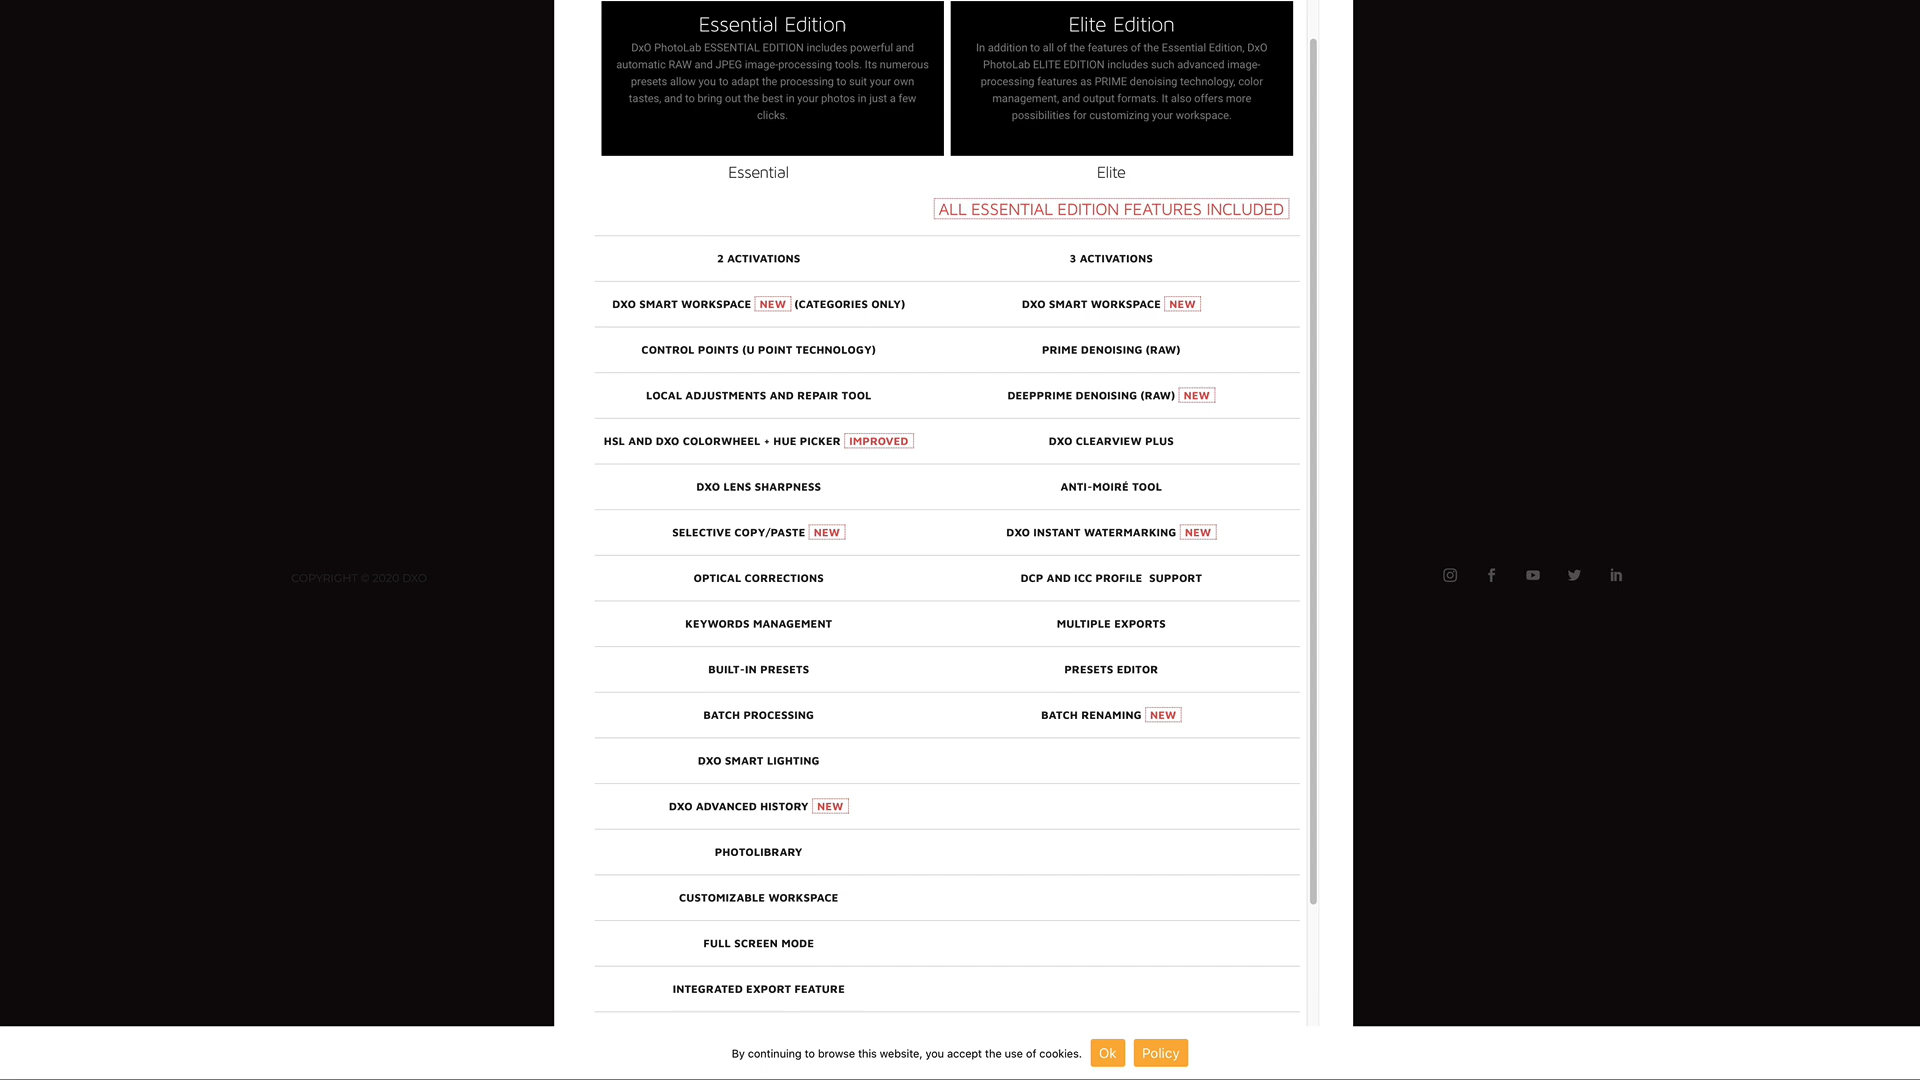 Essential Edition
DxO PhotoLab ESSENTIAL EDITION includes powerful and
automatic RAW and JPEG image-processing tools. Its numerous
presets allow you to adapt the processing to suit your own
tastes, and to bring out the best in your photos in just a few
clicks.
Elite Edition
In addition to all of the features of the Essential Edition, DxO
PhotoLab ELITE EDITION includes such advanced image-
processing features as PRIME denoising technology, color
management, and output formats. It also offers more
possibilities for customizing your workspace.
Essential
Elite
ALL ESSENTIAL EDITION FEATURES INCLUDED
2 ACTIVATIONS
3 ACTIVATIONS
DXO SMART WORKSPACE NEW (CATEGORIES ONLY)
DXO SMART WORKSPACE NEW
CONTROL POINTS (U POINT TECHNOLOGY)
PRIME DENOISING (RAW)
LOCAL ADJUSTMENTS AND REPAIR TOOL
DEEPPRIME DENOISING (RAW) NEW
HSL AND DXO COLORWHEEL + HUE PICKER IMPROVED
DXO CLEARVIEW PLUS
DXO LENS SHARPNESS
ANTI-MOIRÉ TOOL
SELECTIVE COPY/PASTE NEW
DXO INSTANT WATERMARKING NEW
OPTICAL CORRECTIONS
DCP AND ICC PROFILE SUPPORT
COPYRIGHT © 2020 DXO
KEYWORDS MANAGEMENT
MULTIPLE EXPORTS
BUILT-IN PRESETS
PRESETS EDITOR
BATCH PROCESSING
BATCH RENAMING NEW
DXO SMART LIGHTING
DXO ADVANCED HISTORY NEW
PHOTOLIBRARY
CUSTOMIZABLE WORKSPACE
FULL SCREEN MODE
INTEGRATED EXPORT FEATURE
By continuing to browse this website, you accept the use of cookies. Ok Policy